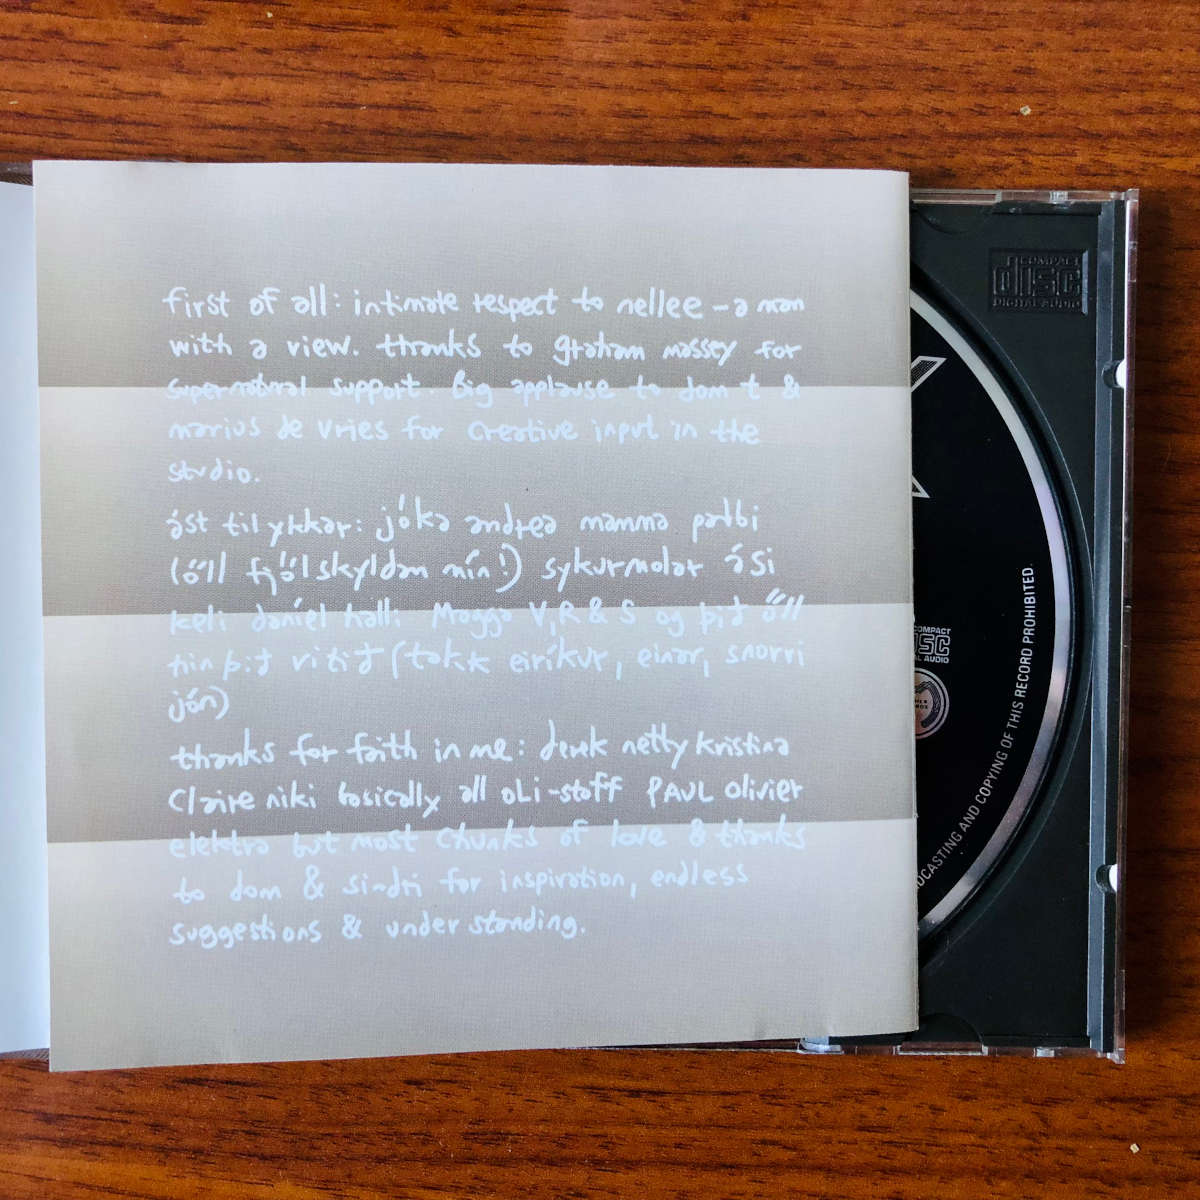 first of all: intimate respect to nellee – a man
with a view. thanks to graham massey for
supernatural support. Big applause to dom t &
marius de vries for creative input in the
studio.
ást til ykkar: jóka andrea mamma pabbi
(öll fjölskyldan mín!) sykurmolar ási
keli daníel hall: Magga V, R & S og þið öll
hin þið vitið (takk eiríkur, einar, snorri
jón)
thanks for faith in me: derek netty kristina
Claire niki basically all oLi-staff PAUL Olivier
elektra but most chunks of love & thanks
to dom & sindri for inspiration, endless
suggestions & understanding.
COMPACT
disc
DIGITAL AUDIO
COMPACT
DISC
AL AUDIO
OADCASTING AND COPYING OF THIS RECORD PROHIBITED.